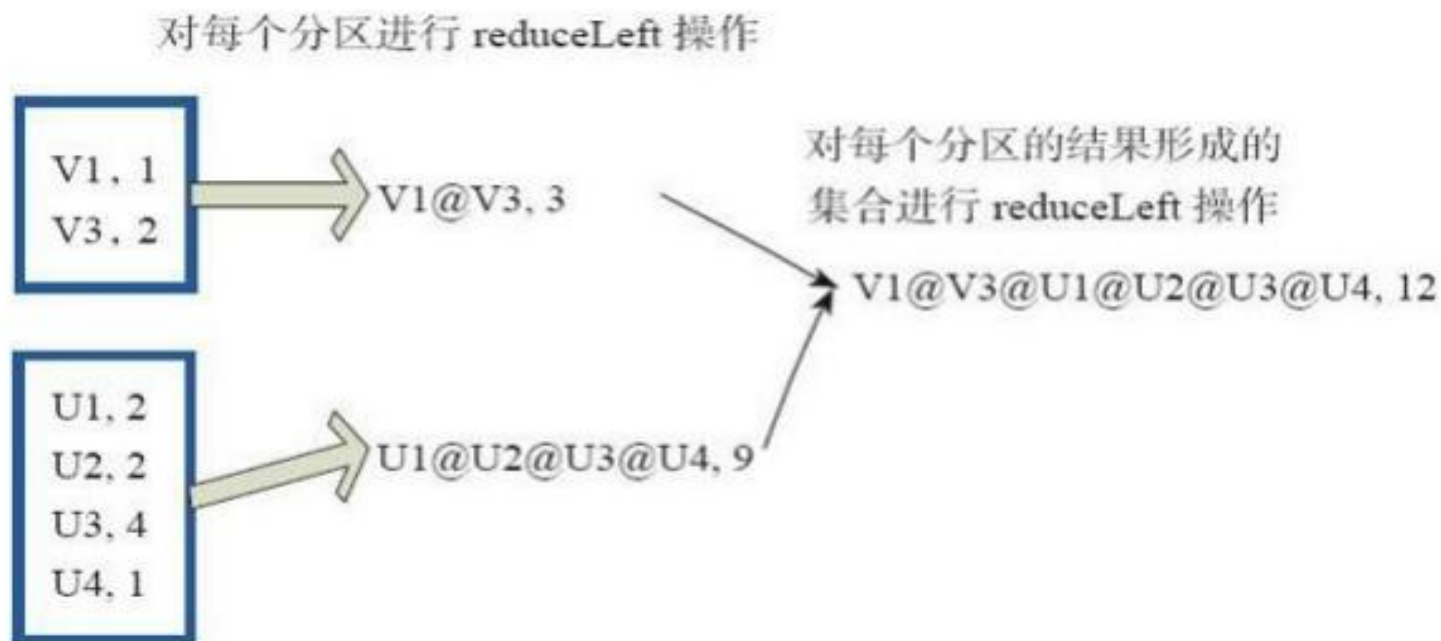 对每个分区进行 reduceLeft 操作
V1, 1
V3, 2
V1@V3, 3
对每个分区的结果形成的
集合进行 reduceLeft 操作
V1@V3@U1@U2@U3@U4, 12
U1, 2
U2, 2
U3, 4
U4, 1
U1@U2@U3@U4, 9